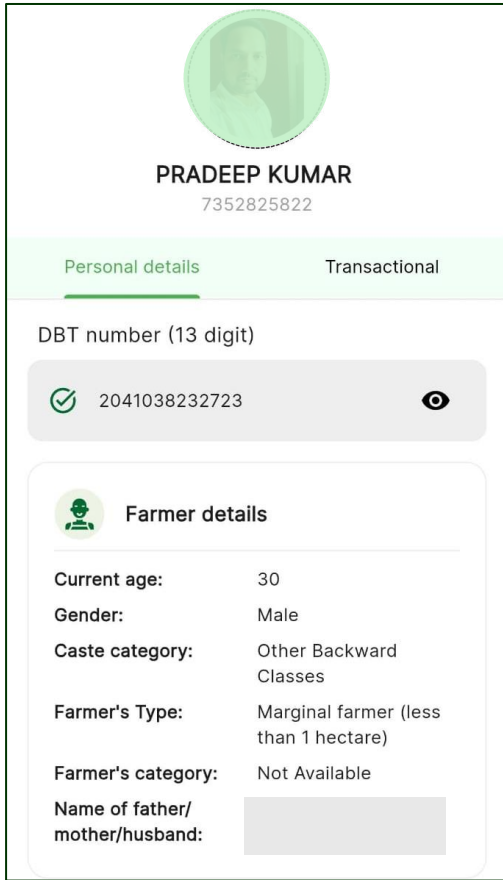 PRADEEP KUMAR
7352825822
Personal details Transactional
DBT number (13 digit)
2041038232723
Farmer details
Current age: 30
Gender: Male
Caste category: Other Backward
Classes
Farmer's Type: Marginal farmer (less
than 1 hectare)
Farmer's category: Not Available
Name of father/
mother/husband: